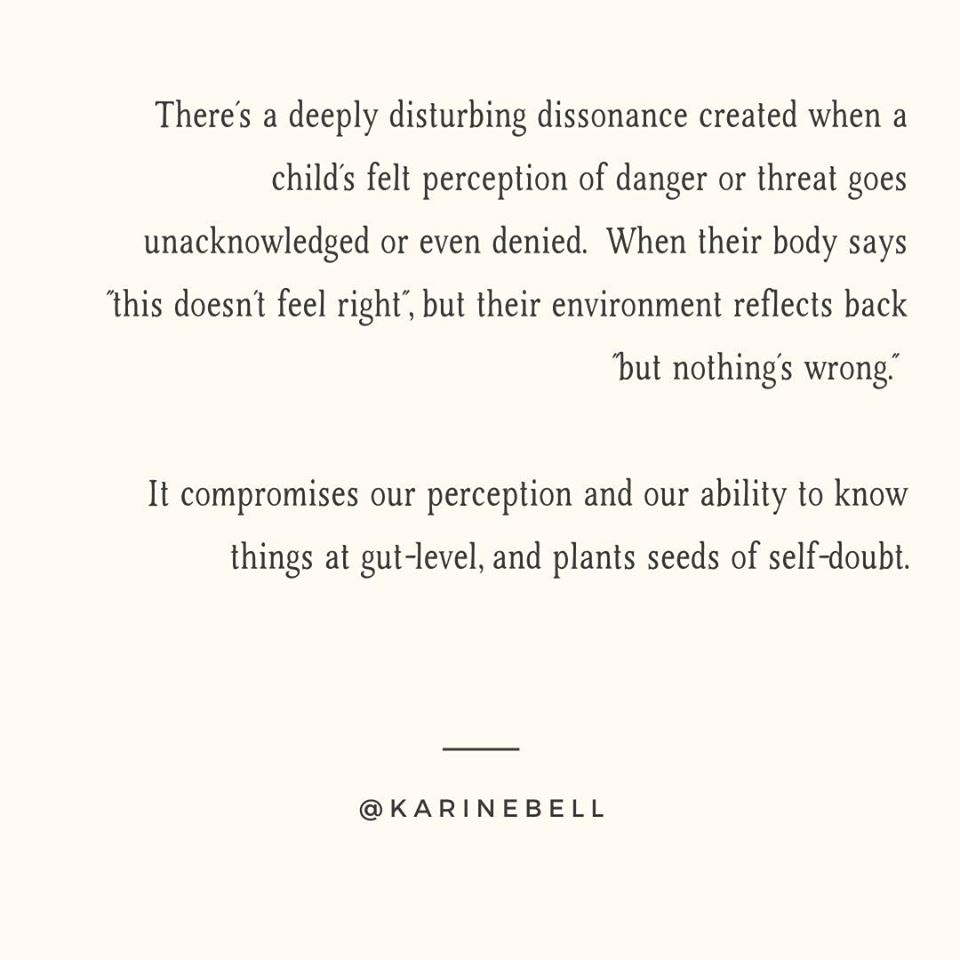 There's a deeply disturbing dissonance created when a
child's felt perception of danger or threat goes
unacknowledged or even denied.  When their body says
"this doesn't feel right", but their environment reflects back
"but nothing's wrong."
It compromises our perception and our ability to know
things at gut-level, and plants seeds of self-doubt.
@KARINEBELL